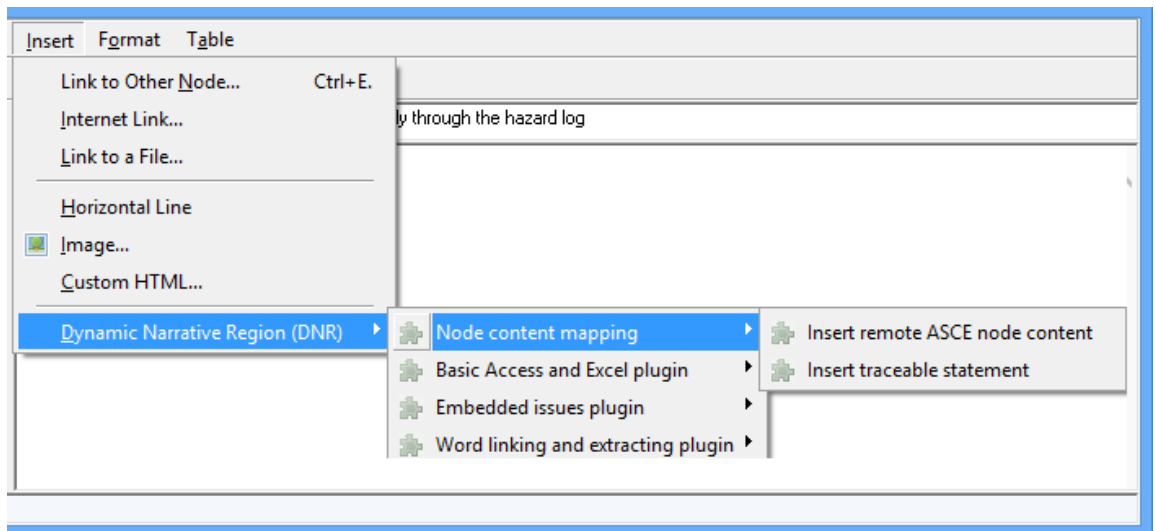 Insert Format Table
Link to Other Node... Ctrl+E.
Internet Link...
ly through the hazard log
Link to a File...
Horizontal Line
Image...
Custom HTML...
Dynamic Narrative Region (DNR)
Node content mapping
Insert remote ASCE node content
Basic Access and Excel plugin
Insert traceable statement
Embedded issues plugin
Word linking and extracting plugin